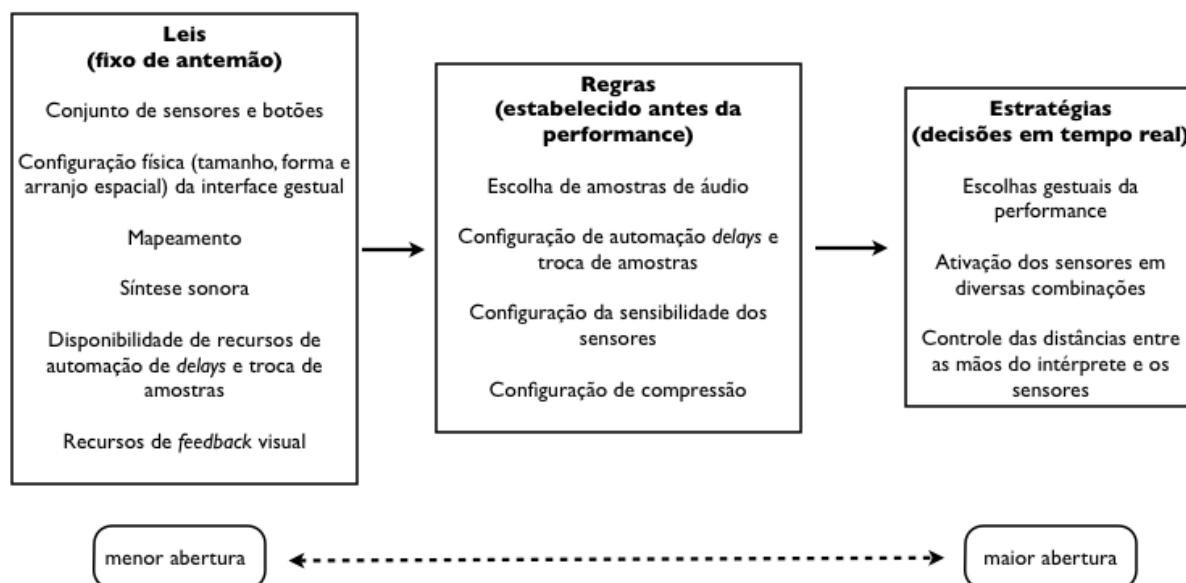 Leis
(fixo de antemão)
Conjunto de sensores e botões
Configuração física (tamanho, forma e
arranjo espacial) da interface gestual
Mapeamento
Síntese sonora
Disponibilidade de recursos de
automação de delays e troca de
amostras
Recursos de feedback visual
Regras
(estabelecido antes da
performance)
Escolha de amostras de áudio
Configuração de automação delays e
troca de amostras
Configuração da sensibilidade dos
sensores
Configuração de compressão
Estratégias
(decisões em tempo real)
Escolhas gestuais da
performance
Ativação dos sensores em
diversas combinações
Controle das distâncias entre
as mãos do intérprete e os
sensores
menor abertura
maior abertura